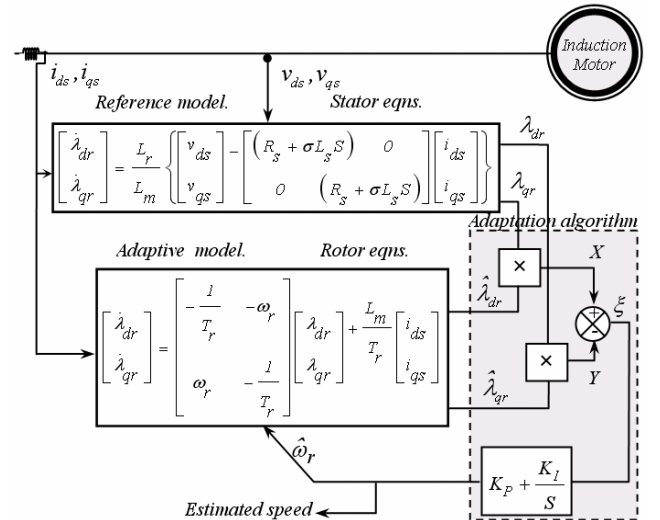 Induction
Motor
i_ds , i_qs
v_ds , v_qs
Reference model. Stator eqns.
[λ̇_dr; λ̇_qr] = L_r/L_m {[v_ds; v_qs] − [(R_s + σL_sS) 0; 0 (R_s + σL_sS)] [i_ds; i_qs]}
λ_dr
λ_qr
Adaptation algorithm
Adaptive model. Rotor eqns.
[λ̇_dr; λ̇_qr] = [−1/T_r −ω_r; ω_r −1/T_r] [λ_dr; λ_qr] + L_m/T_r [i_ds; i_qs]
λ̂_dr
λ̂_qr
×
×
X
Y
+
-
ξ
K_P + K_I/S
ω̂_r
Estimated speed